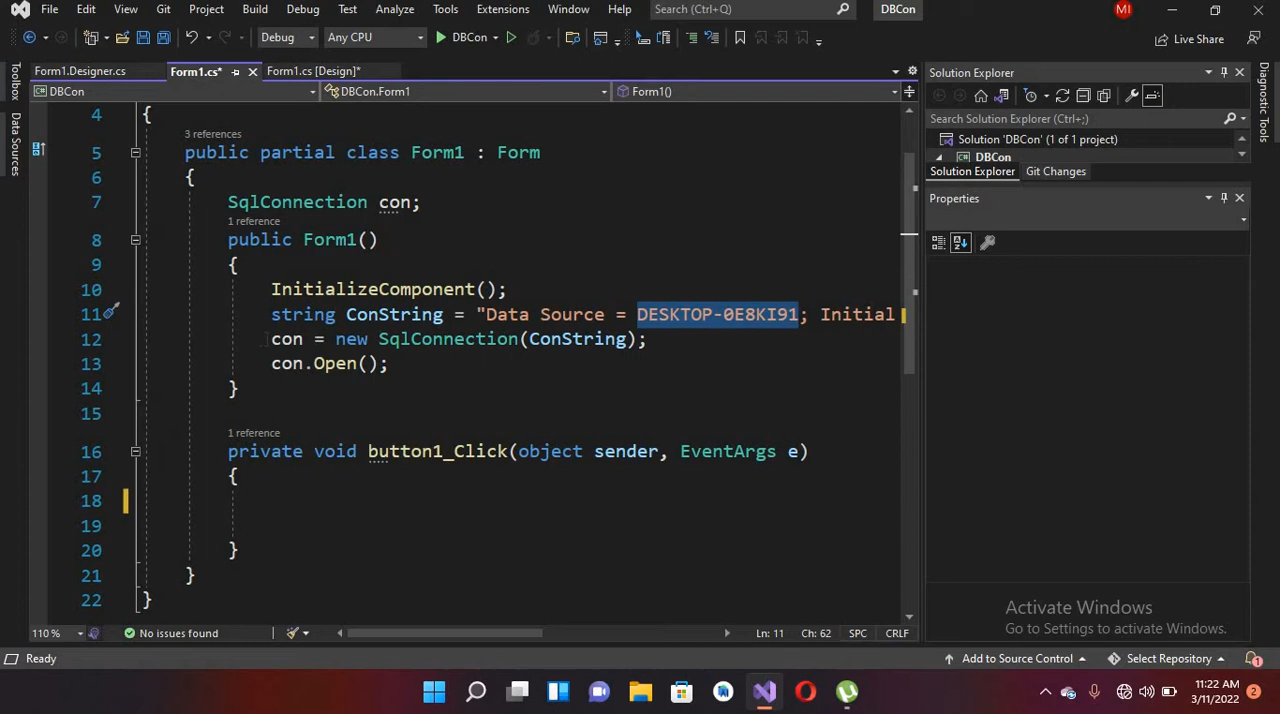 File Edit View Git Project Build Debug Test Analyze Tools Extensions Window Help Search (Ctrl+Q) DBCon MI
Debug Any CPU DBCon Live Share
Form1.Designer.cs Form1.cs* Form1.cs [Design]*
DBCon DBCon.Form1 Form1()
Toolbox
Data Sources
4 {
3 references
5 public partial class Form1 : Form
6 {
7 SqlConnection con;
1 reference
8 public Form1()
9 {
10 InitializeComponent();
11 string ConString = "Data Source = DESKTOP-0E8KI91; Initial
12 con = new SqlConnection(ConString);
13 con.Open();
14 }
15
1 reference
16 private void button1_Click(object sender, EventArgs e)
17 {
18
19
20 }
21 }
22 }
110 % No issues found Ln: 11 Ch: 62 SPC CRLF
Solution Explorer
Search Solution Explorer (Ctrl+;)
Solution 'DBCon' (1 of 1 project)
DBCon
Solution Explorer Git Changes
Properties
Diagnostic Tools
Activate Windows
Go to Settings to activate Windows.
Ready Add to Source Control Select Repository 1
11:22 AM
3/11/2022 2